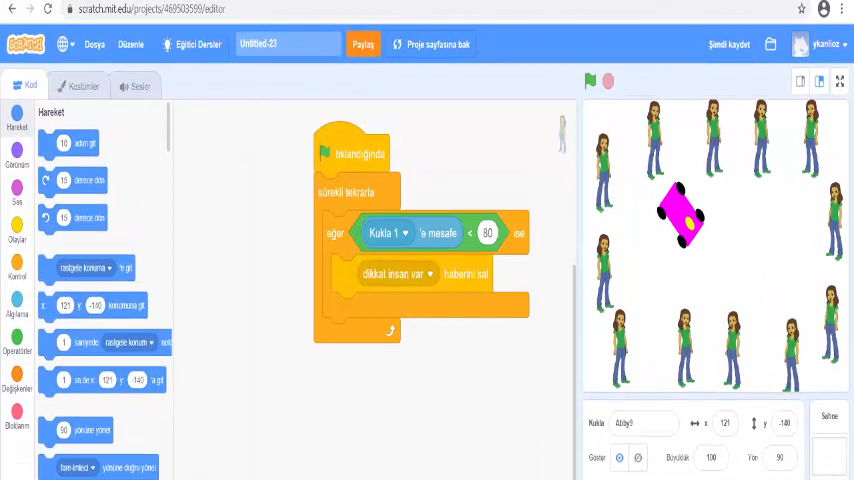 scratch.mit.edu/projects/469503599/editor
SCRATCH
Dosya
Düzenle
Eğitici Dersler
Untitled-23
Paylaş
Proje sayfasına bak
Şimdi kaydet
ykanlioz
Kod
Kostümler
Sesler
Hareket
Görünüm
Ses
Olaylar
Kontrol
Algılama
Operatörler
Değişkenler
Bloklarım
Hareket
10 adım git
15 derece dön
15 derece dön
rastgele konuma 'e git
x: 121 y: -140 konumuna git
1 saniyede rastgele konum
1 sn.de x: 121 y: -140 'a git
90 yönüne yönel
fare-imleci yönüne doğru yönel
tıklandığında
sürekli tekrarla
eğer Kukla 1 'e mesafe < 80 ise
dikkat insan var haberini sal
Kukla Abby9 x 121 y -140
Göster Büyüklük 100 Yön 90
Sahne